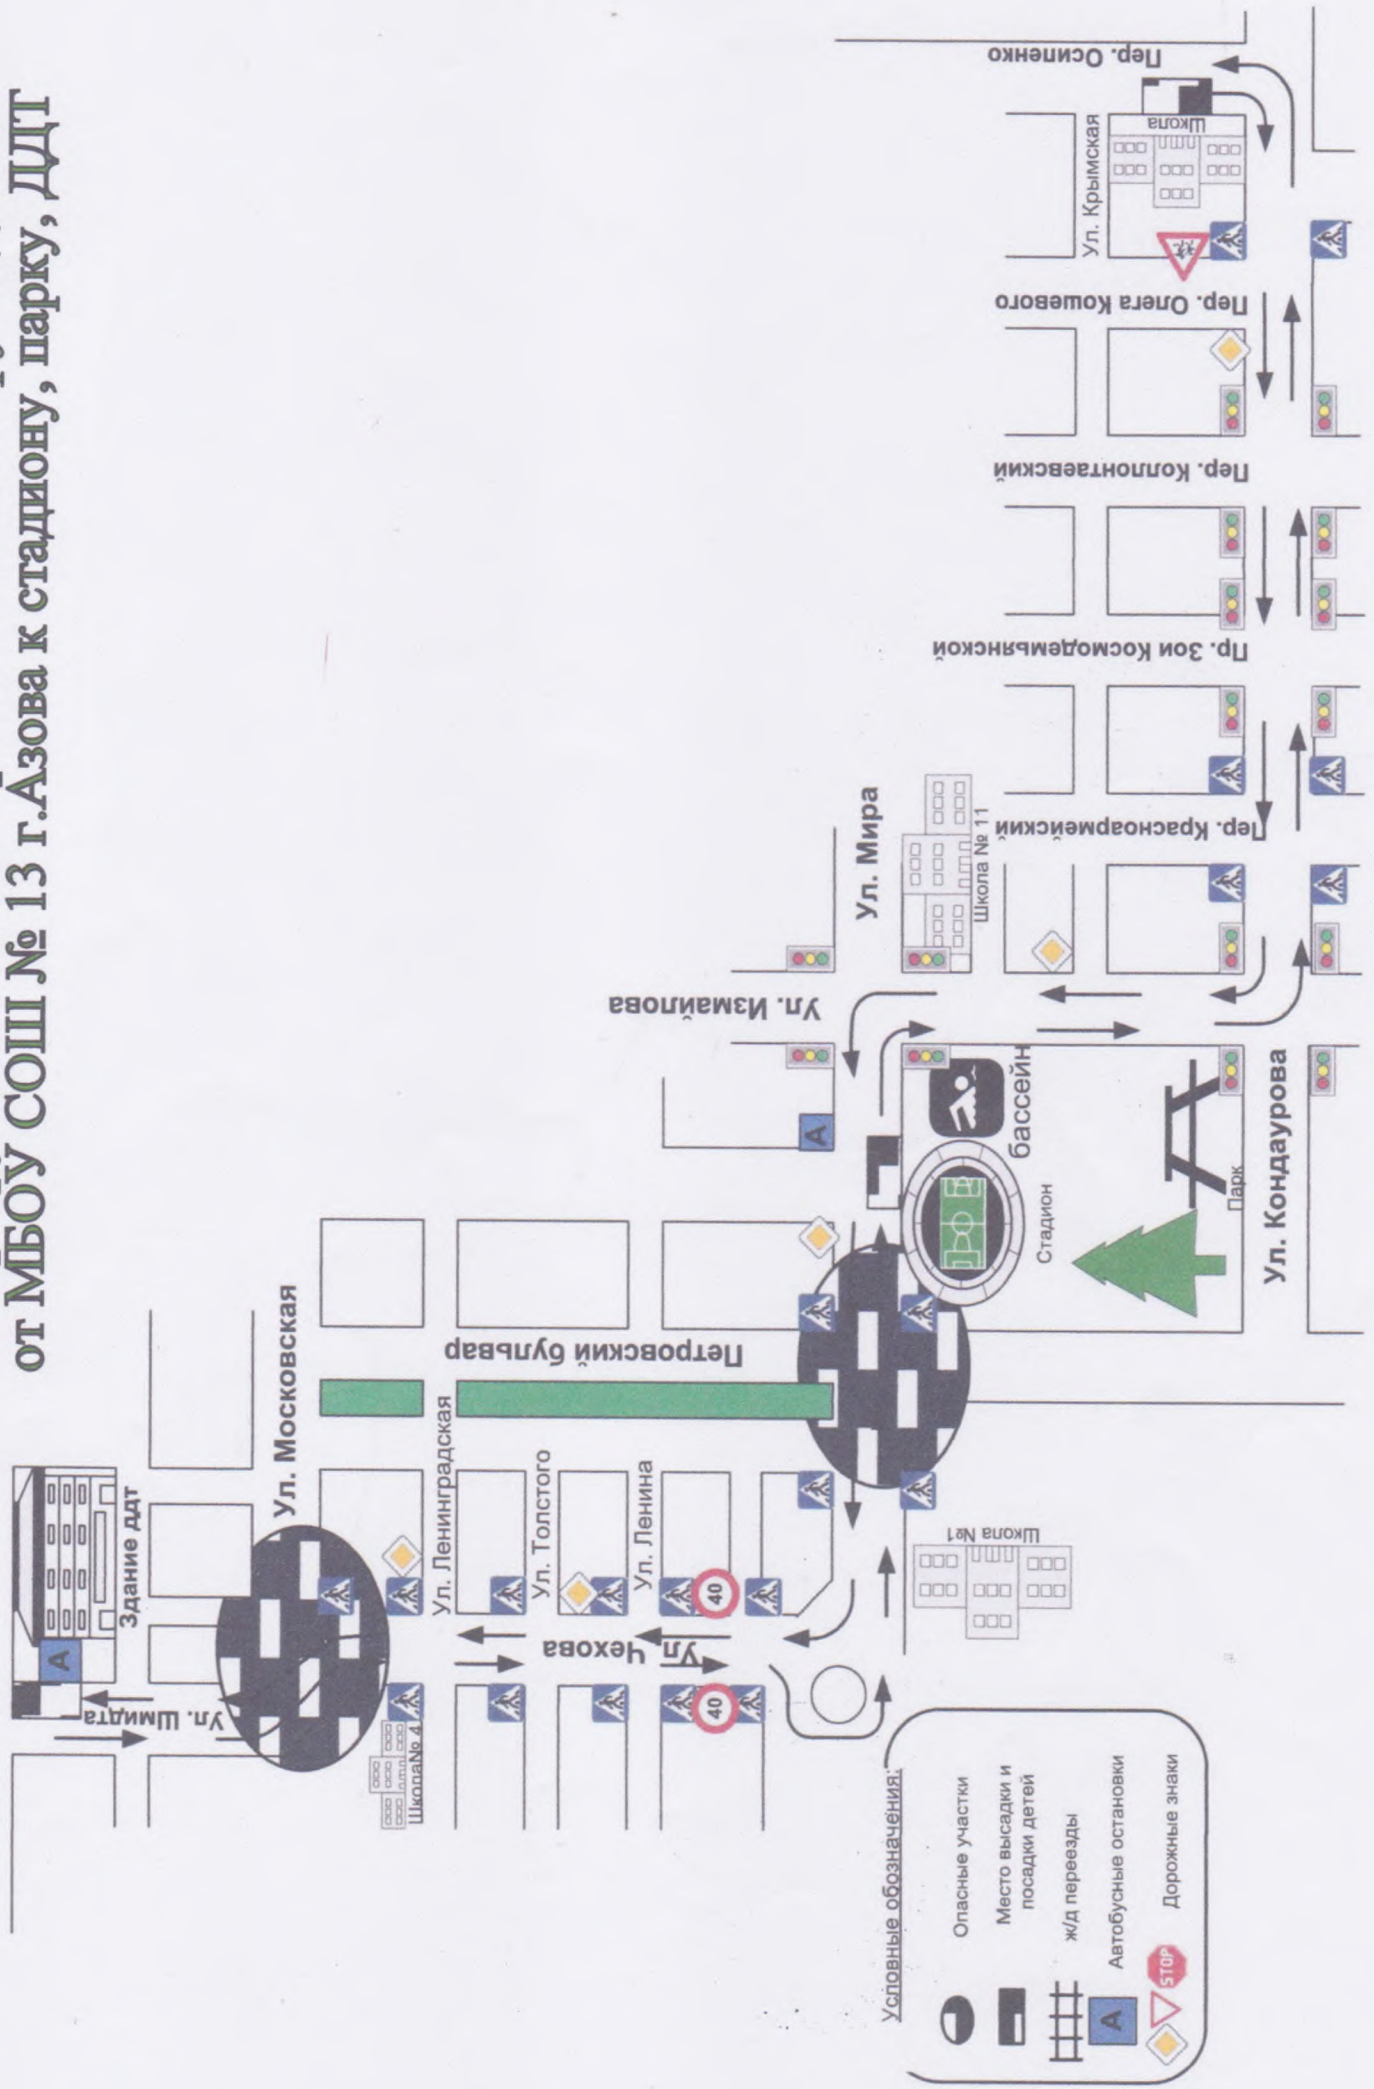 от МБОУ СОШ № 13 г.Азова к стадиону, парку, ДДТ
Здание ддт
А
Ул. Шмидта
Ул. Московская
Школа№ 4
Ул. Ленинградская
Петровский бульвар
Ул. Толстого
Ул. Чехова
Ул. Ленина
40
40
Ул. Измайлова
А
Ул. Мира
Школа № 11
бассейн
Стадион
Школа №1
Парк
Ул. Кондаурова
Пер. Красноармейский
Пр. Зои Космодемьянской
Пер. Коллонтаевский
Пер. Олега Кошевого
Ул. Крымская
Школа
Пер. Осипенко
Условные обозначения:
Опасные участки
Место высадки и
посадки детей
ж/д переезды
А
Автобусные остановки
STOP
Дорожные знаки